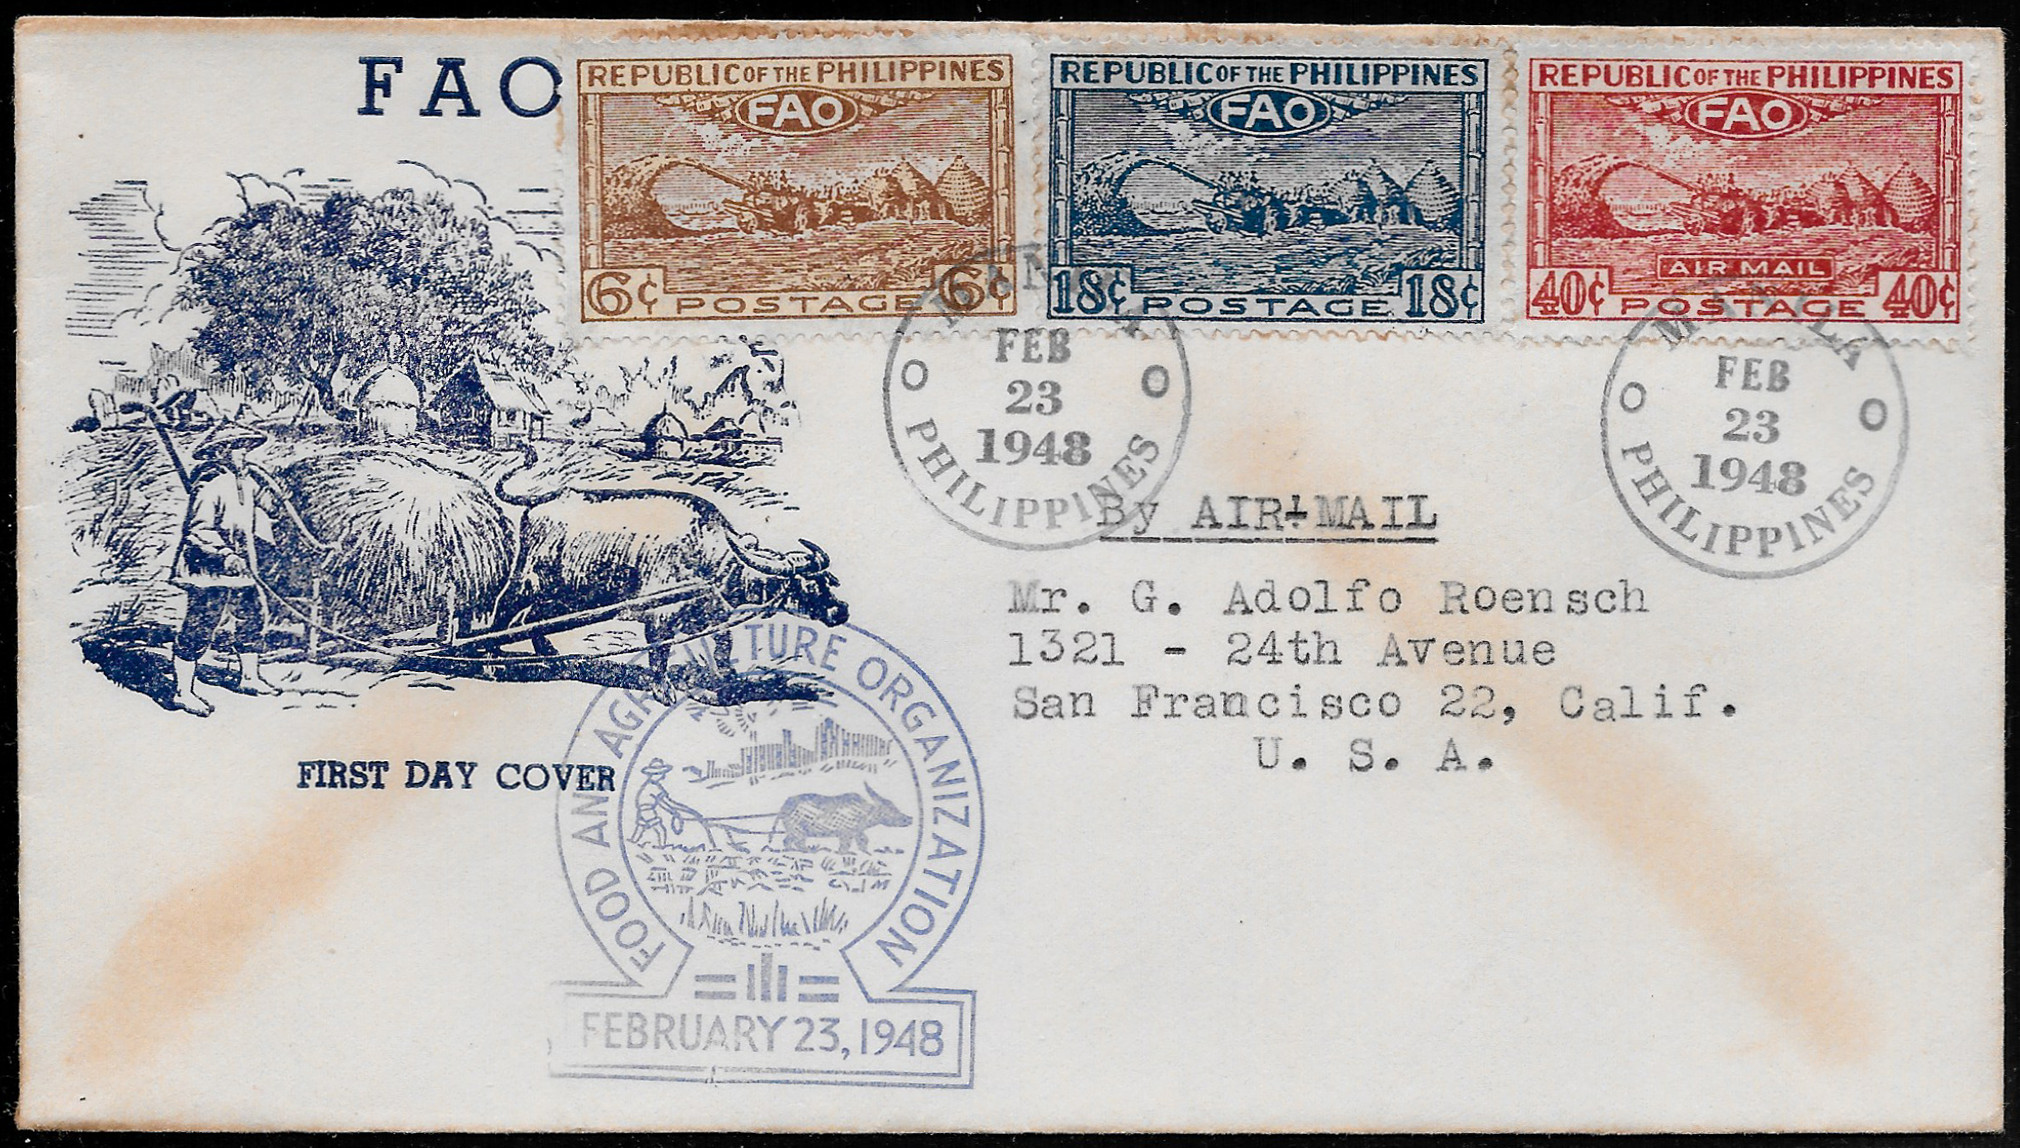 FAO
REPUBLIC OF THE PHILIPPINES
FAO
6¢ POSTAGE 6¢
REPUBLIC OF THE PHILIPPINES
FAO
18¢ POSTAGE 18¢
REPUBLIC OF THE PHILIPPINES
FAO
AIR MAIL
40¢ POSTAGE 40¢
MANILA
FEB
23
1948
PHILIPPINES
MANILA
FEB
23
1948
PHILIPPINES
By AIR-MAIL
Mr. G. Adolfo Roensch
1321 - 24th Avenue
San Francisco 22, Calif.
U. S. A.
FIRST DAY COVER
FOOD AND AGRICULTURE ORGANIZATION
FEBRUARY 23, 1948